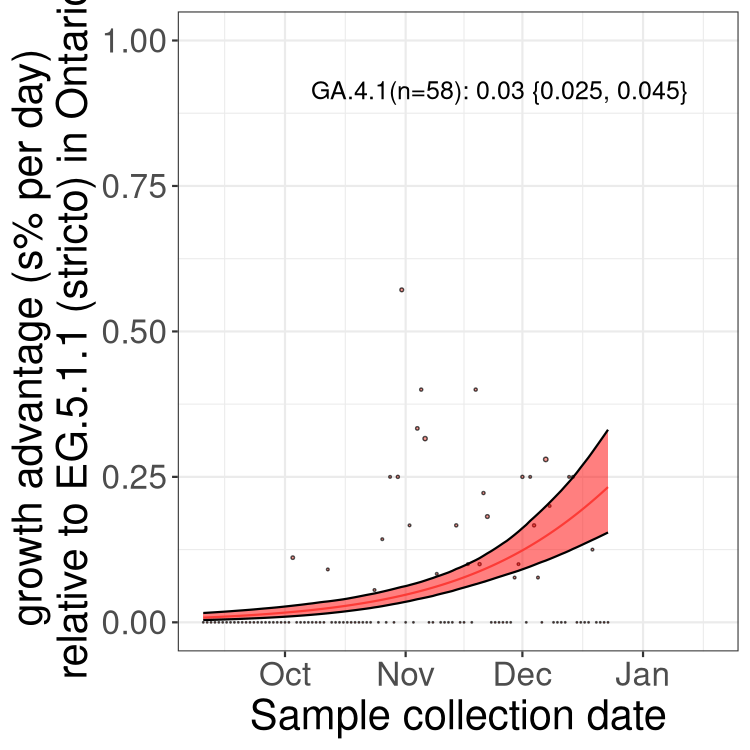 growth advantage (s% per day)
relative to EG.5.1.1 (stricto) in Ontario
1.00
0.75
0.50
0.25
0.00
GA.4.1(n=58): 0.03 {0.025, 0.045}
Oct Nov Dec Jan
Sample collection date